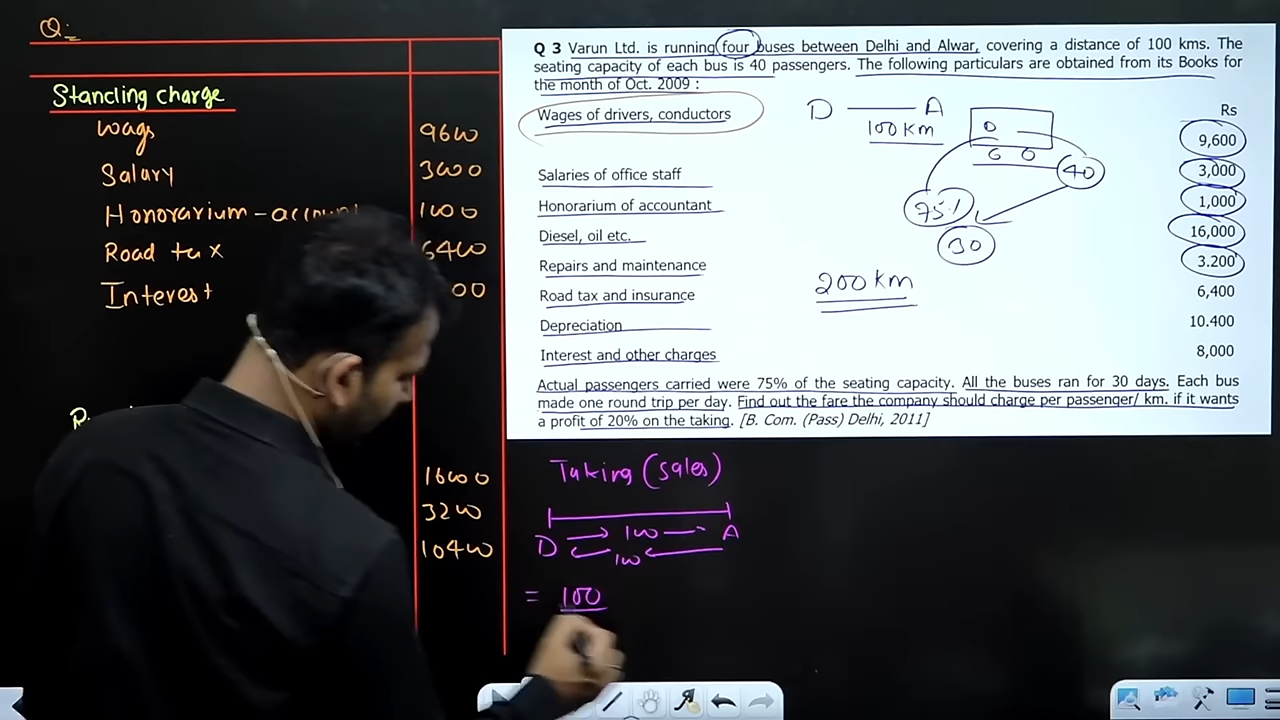 Q:-
Standing charge
Wags 9600
Salary 3000
Honorarium - account 1000
Road tax 6400
Interest 00
16000
3200
10400
Q 3 Varun Ltd. is running four buses between Delhi and Alwar, covering a distance of 100 kms. The
seating capacity of each bus is 40 passengers. The following particulars are obtained from its Books for
the month of Oct. 2009 :
Rs
Wages of drivers, conductors 9,600
Salaries of office staff 3,000
Honorarium of accountant 1,000
Diesel, oil etc. 16,000
Repairs and maintenance 3.200
Road tax and insurance 6,400
Depreciation 10.400
Interest and other charges 8,000
Actual passengers carried were 75% of the seating capacity. All the buses ran for 30 days. Each bus
made one round trip per day. Find out the fare the company should charge per passenger/ km. if it wants
a profit of 20% on the taking. [B. Com. (Pass) Delhi, 2011]
D A
100 km
40
75%
30
200 km
Taking (sales)
D 100 A
100
= 100